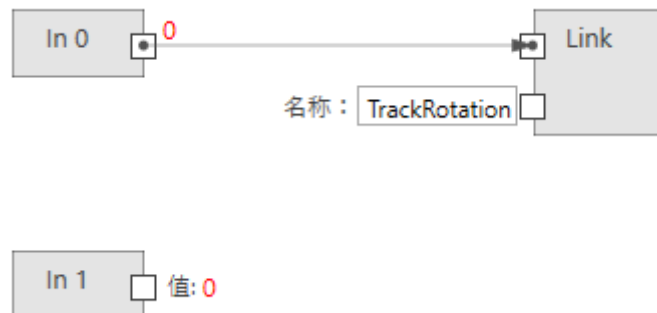 In 0
0
Link
名称： TrackRotation
In 1
值: 0